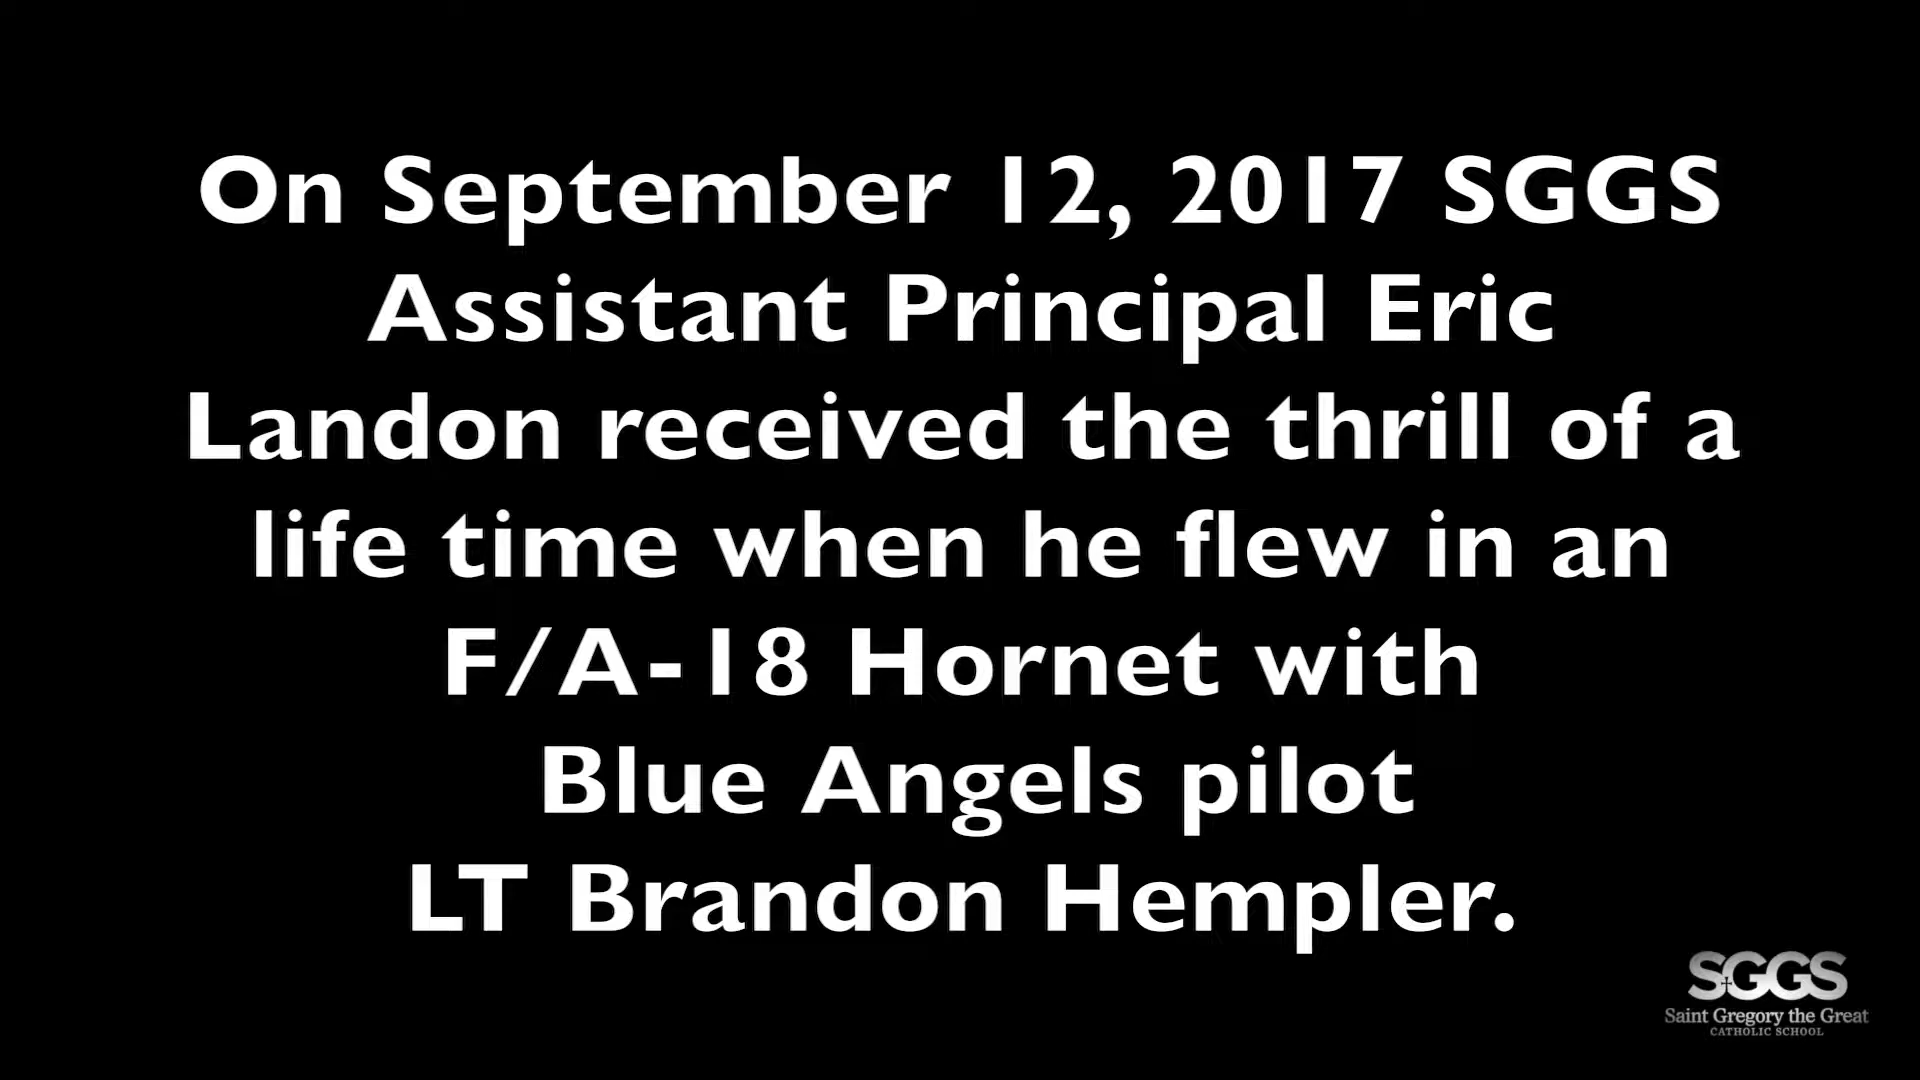 On September 12, 2017 SGGS
Assistant Principal Eric
Landon received the thrill of a
life time when he flew in an
F/A-18 Hornet with
Blue Angels pilot
LT Brandon Hempler.
SGGS
Saint Gregory the Great
CATHOLIC SCHOOL